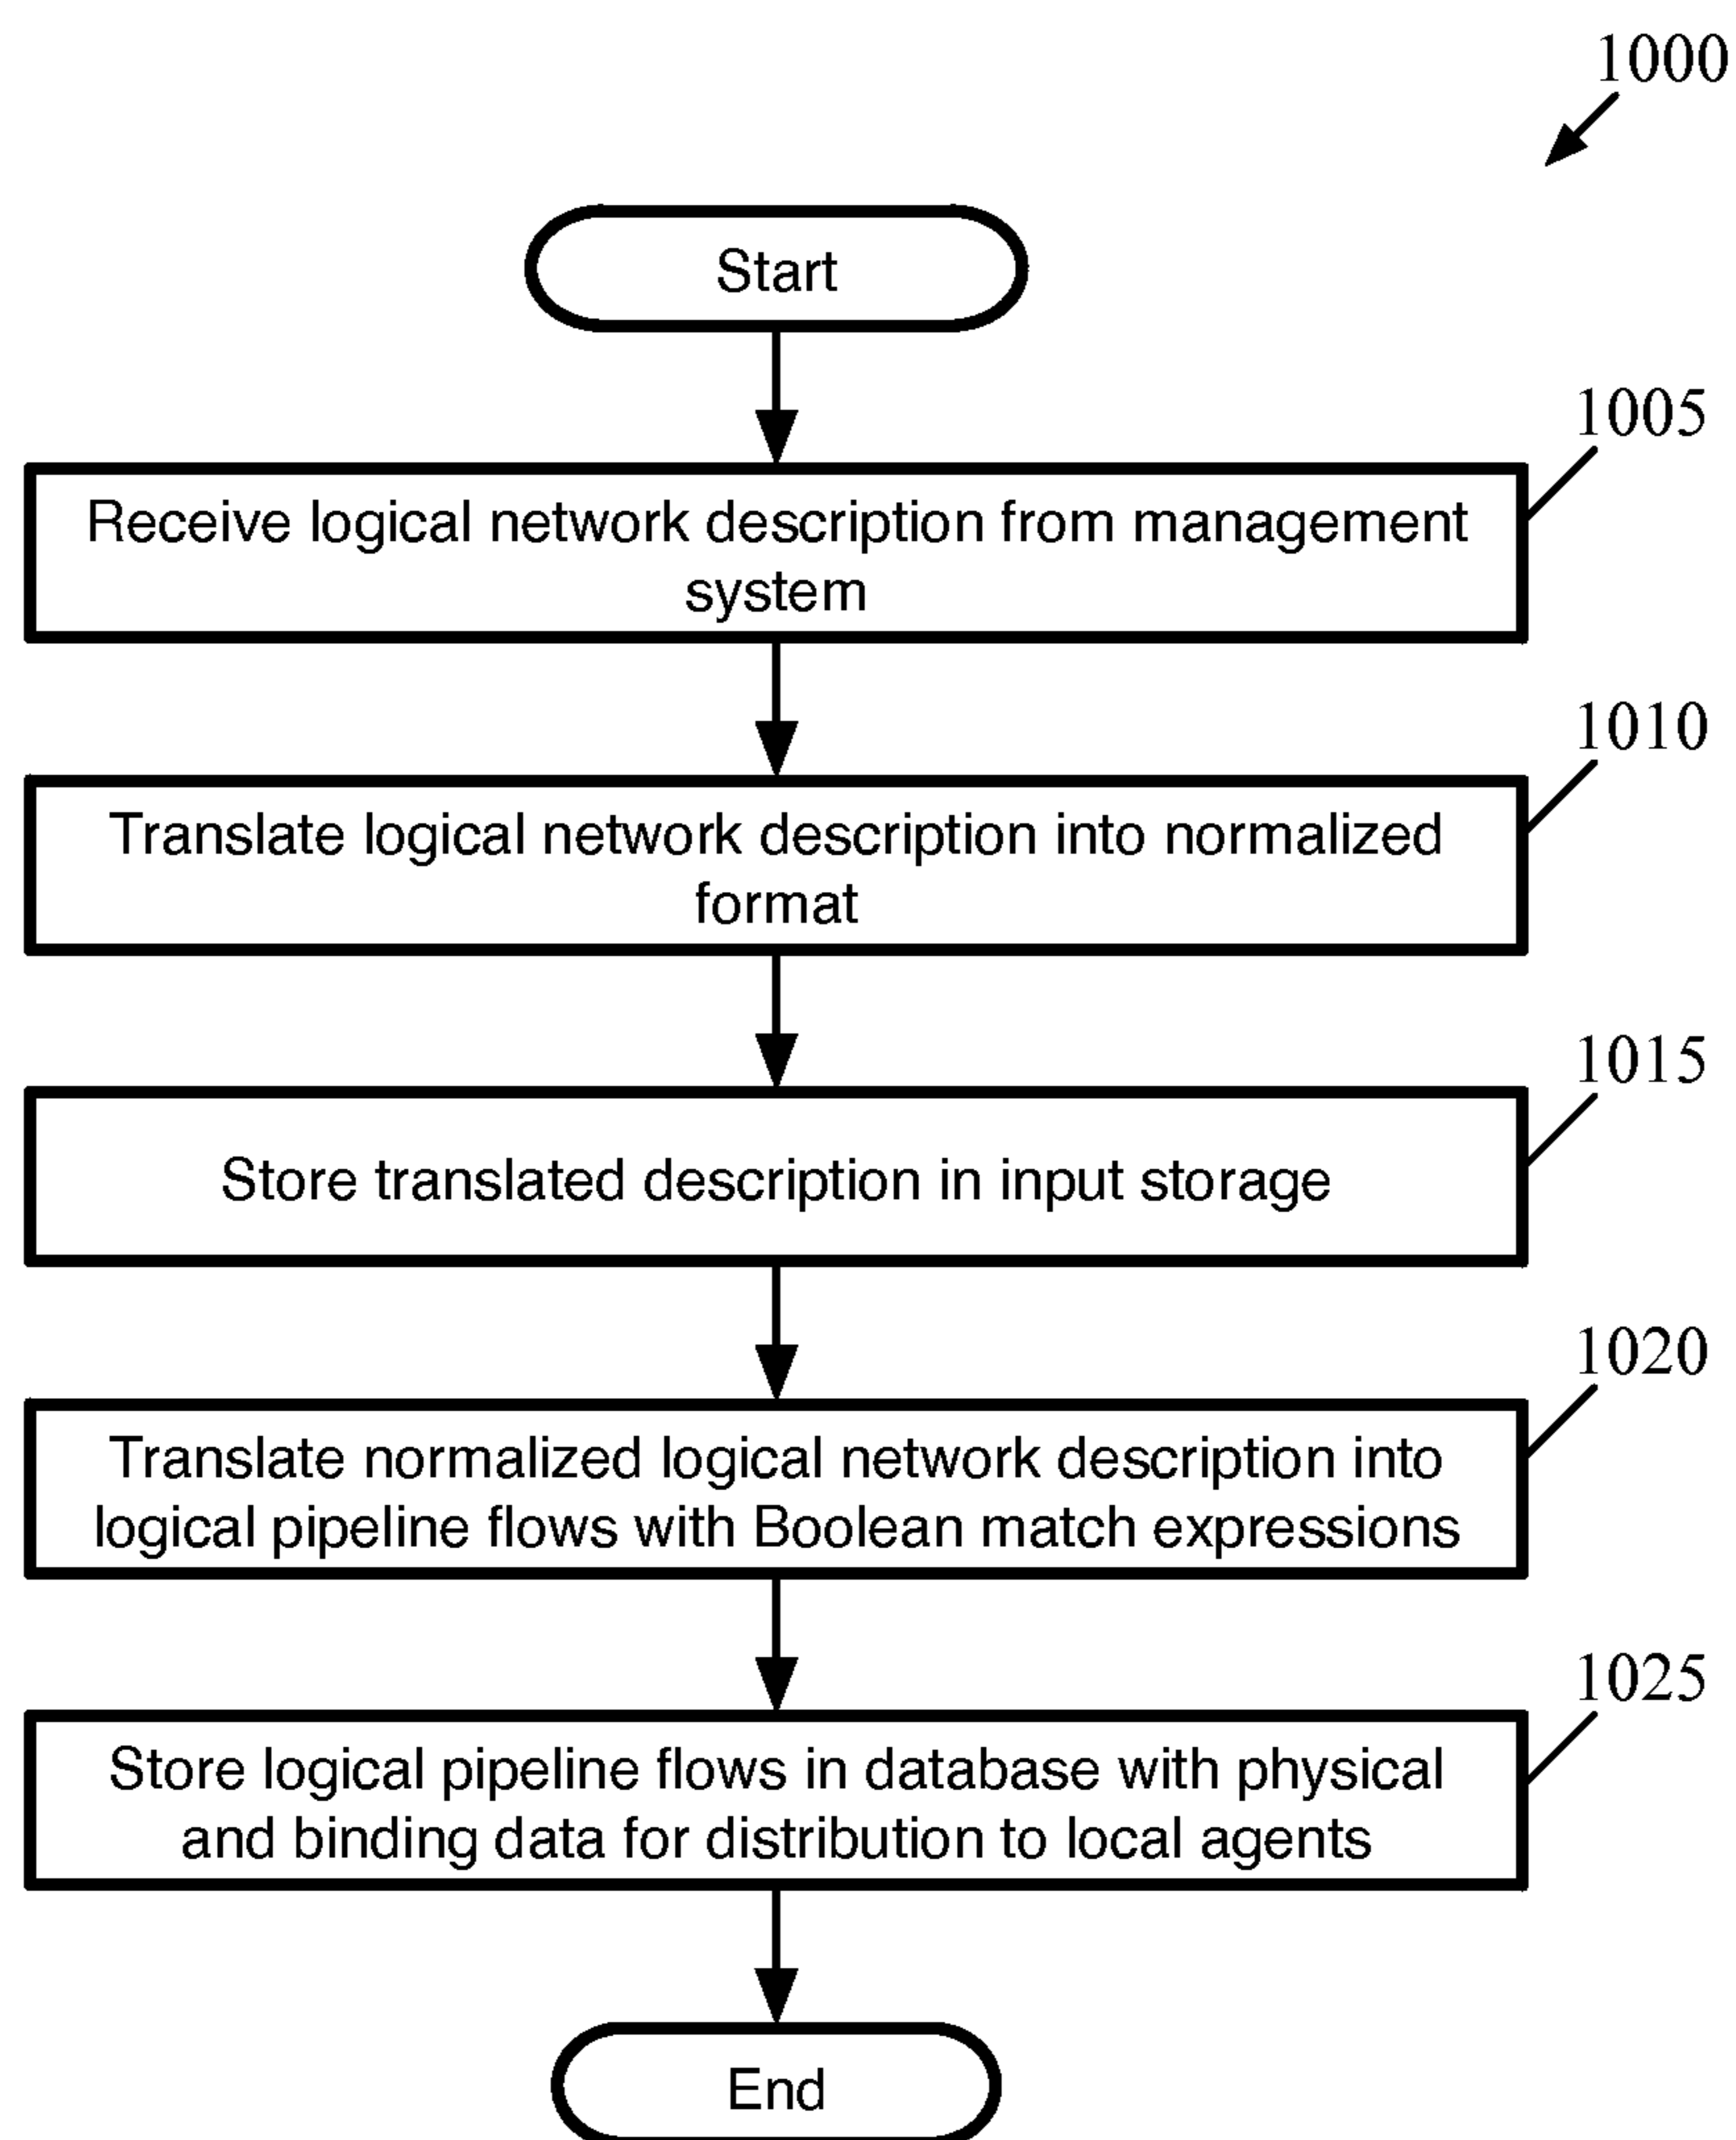 1000
Start
1005
Receive logical network description from management
system
1010
Translate logical network description into normalized
format
1015
Store translated description in input storage
1020
Translate normalized logical network description into
logical pipeline flows with Boolean match expressions
1025
Store logical pipeline flows in database with physical
and binding data for distribution to local agents
End